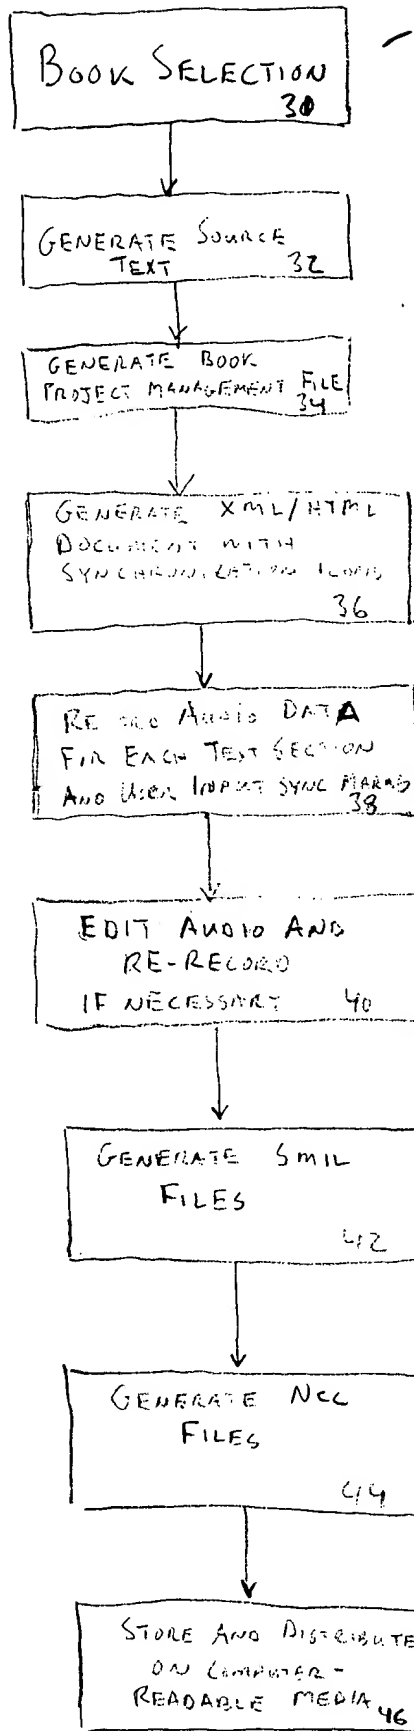 BOOK SELECTION
30
GENERATE SOURCE
TEXT 32
GENERATE BOOK
PROJECT MANAGEMENT FILE
34
GENERATE XML/HTML
DOCUMENT WITH
SYNCHRONIZATION
36
RECORD AUDIO DATA
FOR EACH TEXT SECTION
AND USER INPUT SYNC MARKS
38
EDIT AUDIO AND
RE-RECORD
IF NECESSARY 40
GENERATE SMIL
FILES
42
GENERATE NCC
FILES
44
STORE AND DISTRIBUTE
ON COMPUTER-
READABLE MEDIA 46